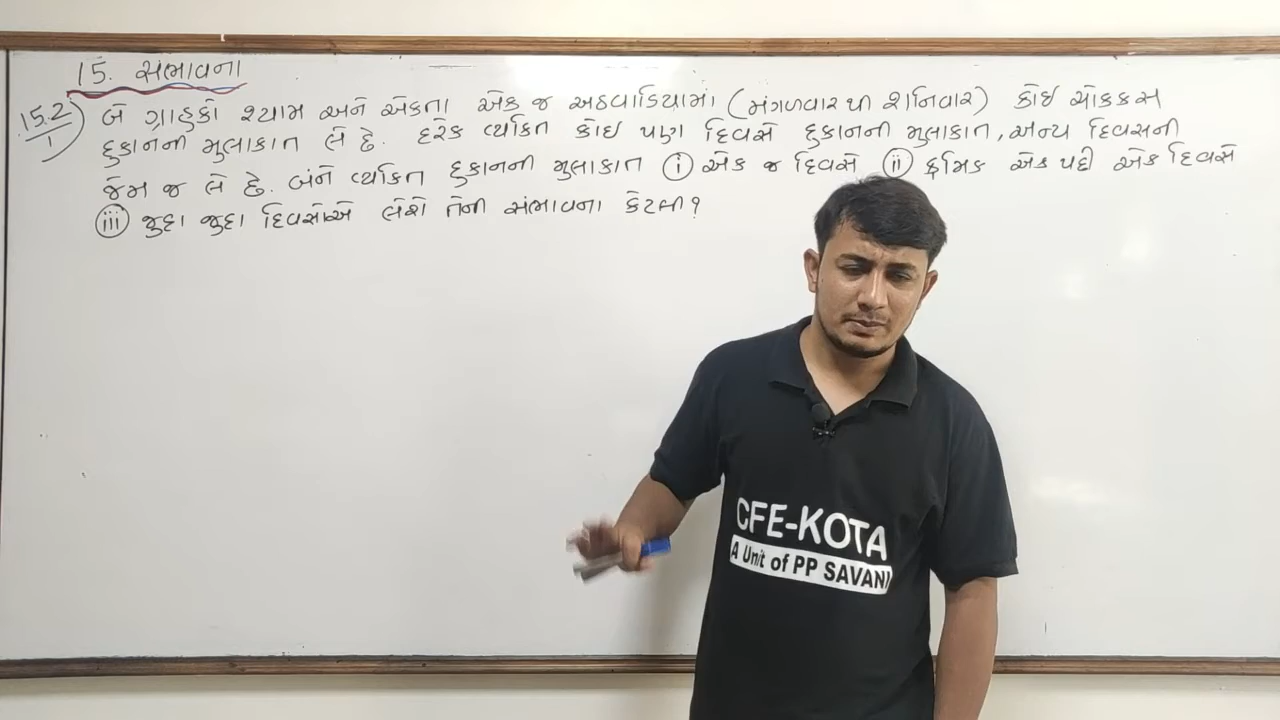 15. સંભાવના
15.2/1) બે ગ્રાહકો શ્યામ અને એકતા એક જ અઠવાડિયામાં (મંગળવાર થી શનિવાર) કોઈ ચોક્કસ
દુકાનની મુલાકાત લે છે. દરેક વ્યકિત કોઈ પણ દિવસે દુકાનની મુલાકાત, અન્ય દિવસની
જેમ જ લે છે. બંને વ્યકિત દુકાનની મુલાકાત (i) એક જ દિવસે (ii) ક્રમિક એક પછી એક દિવસે
(iii) જુદા જુદા દિવસોએ લેશે તેની સંભાવના કેટલી?
CFE-KOTA
A Unit of PP SAVANI